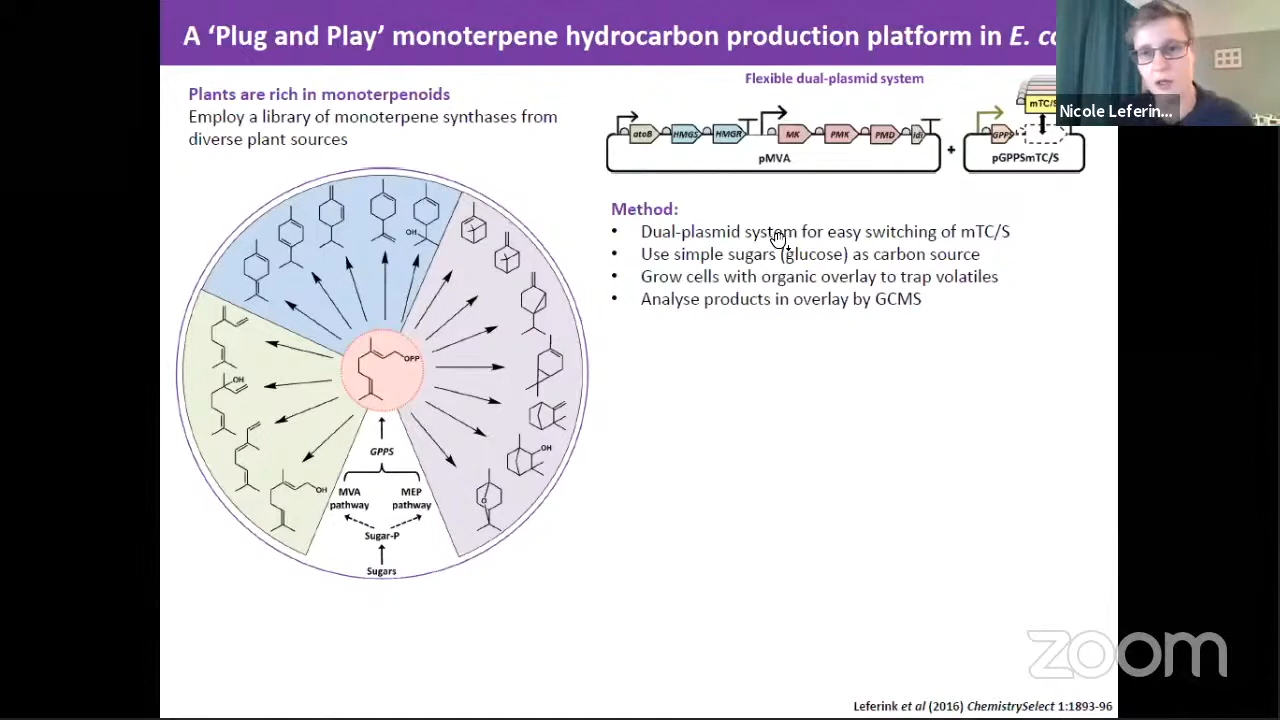 A ‘Plug and Play’ monoterpene hydrocarbon production platform in E. co
Plants are rich in monoterpenoids
Employ a library of monoterpene synthases from
diverse plant sources
Flexible dual-plasmid system
mTC/S
atoB HMGS HMGR MK PMK PMD idi
GPPS
pMVA
+
pGPPSmTC/S
Nicole Leferin...
Method:
• Dual-plasmid system for easy switching of mTC/S
• Use simple sugars (glucose) as carbon source
• Grow cells with organic overlay to trap volatiles
• Analyse products in overlay by GCMS
OH
OPP
OH
OH
O
OH
GPPS
MVA
pathway
MEP
pathway
Sugar-P
Sugars
zoom
Leferink et al (2016) ChemistrySelect 1:1893-96